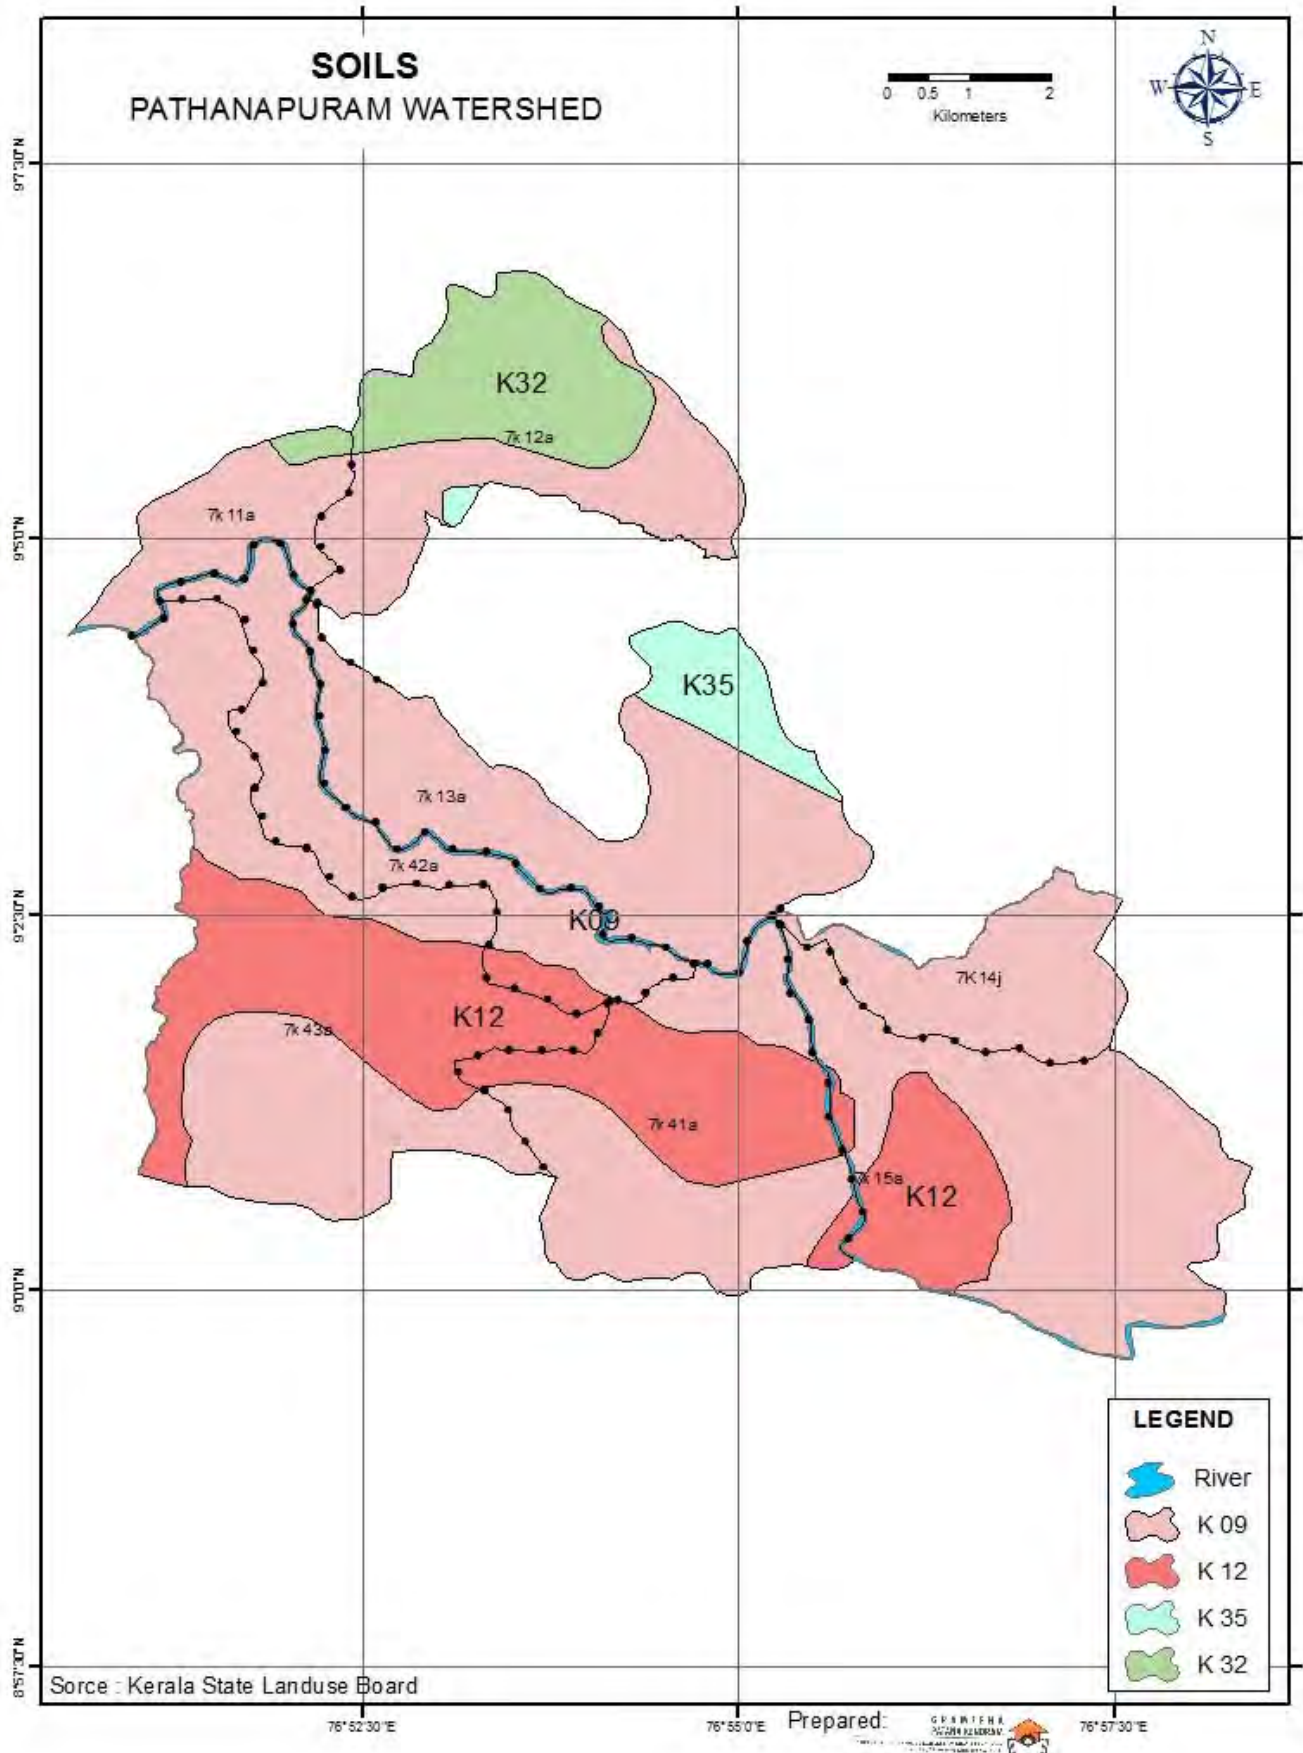 SOILS
PATHANAPURAM WATERSHED
0 0.5 1 2
Kilometers
N
W E
S
9°7'30"N
K32
7k 12a
7k 11a
9°5'0"N
K35
7k 13a
7k 42a
9°2'30"N
K09
7K 14j
K12
7k 43a
7k 41a
7k 15a
K12
9°0'0"N
LEGEND
River
K 09
K 12
K 35
K 32
8°57'30"N
Sorce : Kerala State Landuse Board
76°52'30"E 76°55'0"E 76°57'30"E
Prepared: